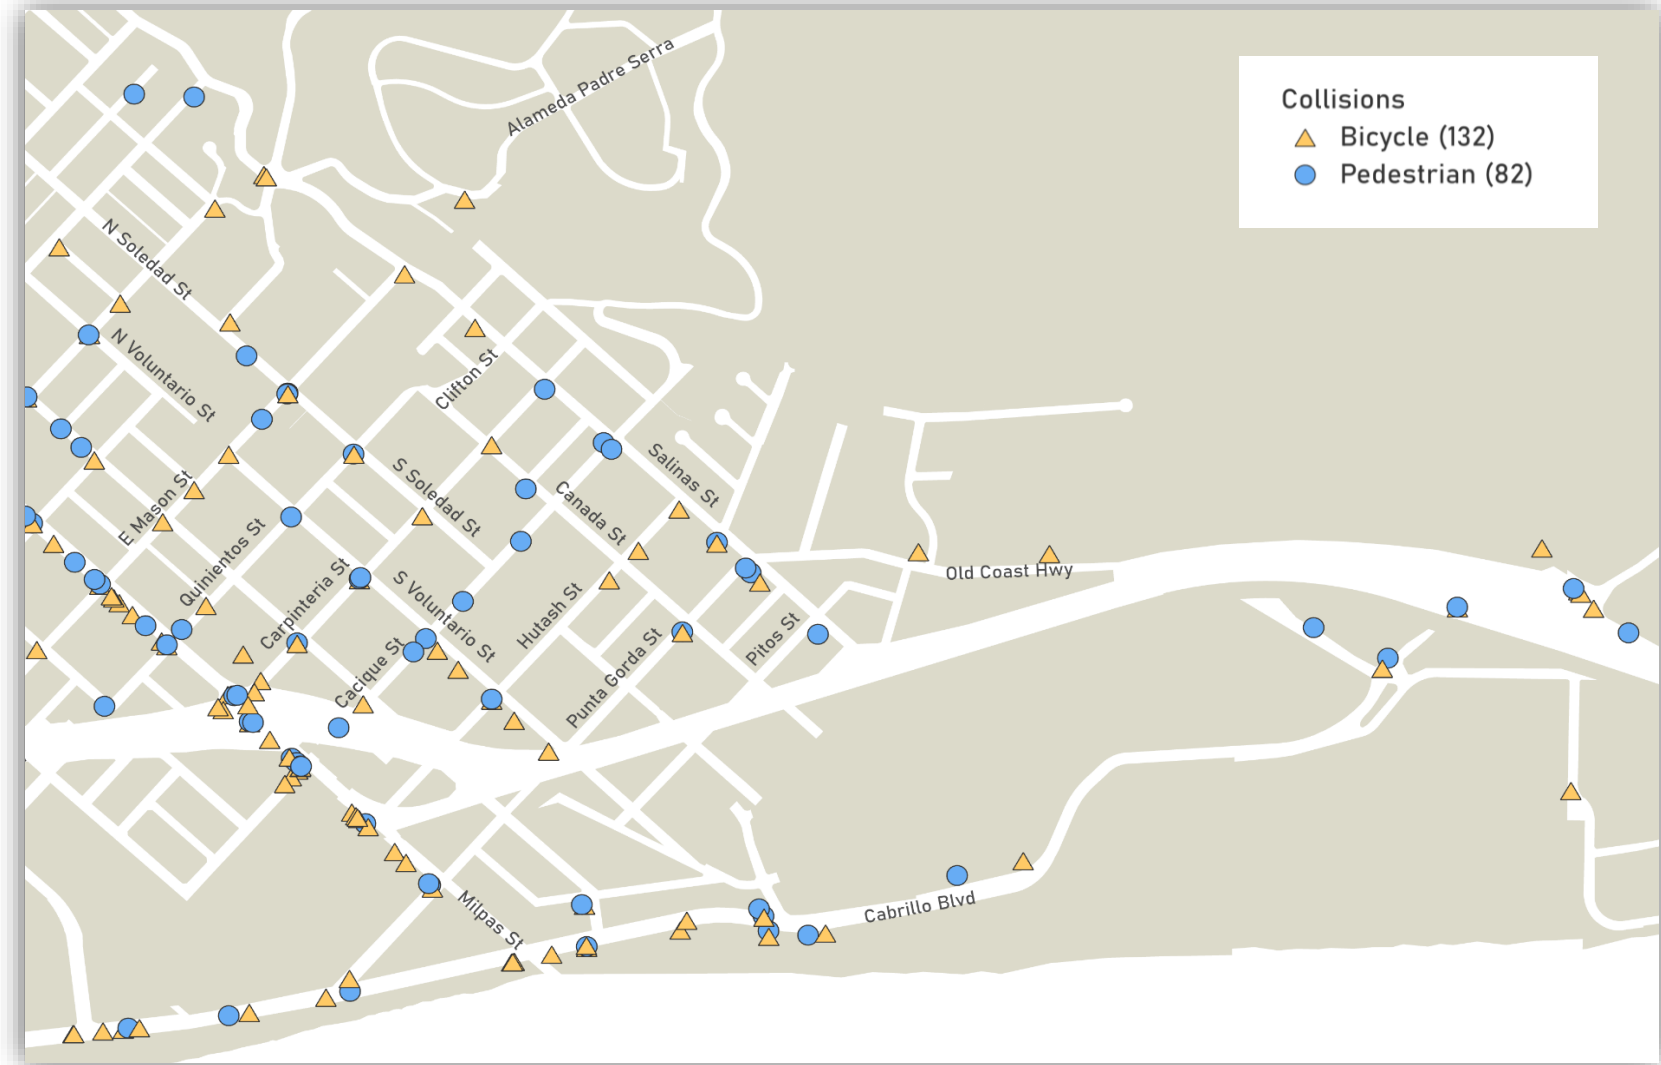 Alameda Padre Serra
Collisions
Bicycle (132)
Pedestrian (82)
N Soledad St
N Voluntario St
Clifton St
E Mason St
S Soledad St
Canada St
Salinas St
Quinientos St
Carpinteria St
S Voluntario St
Hutash St
Old Coast Hwy
Cacique St
Punta Gorda St
Pitos St
Milpas St
Cabrillo Blvd